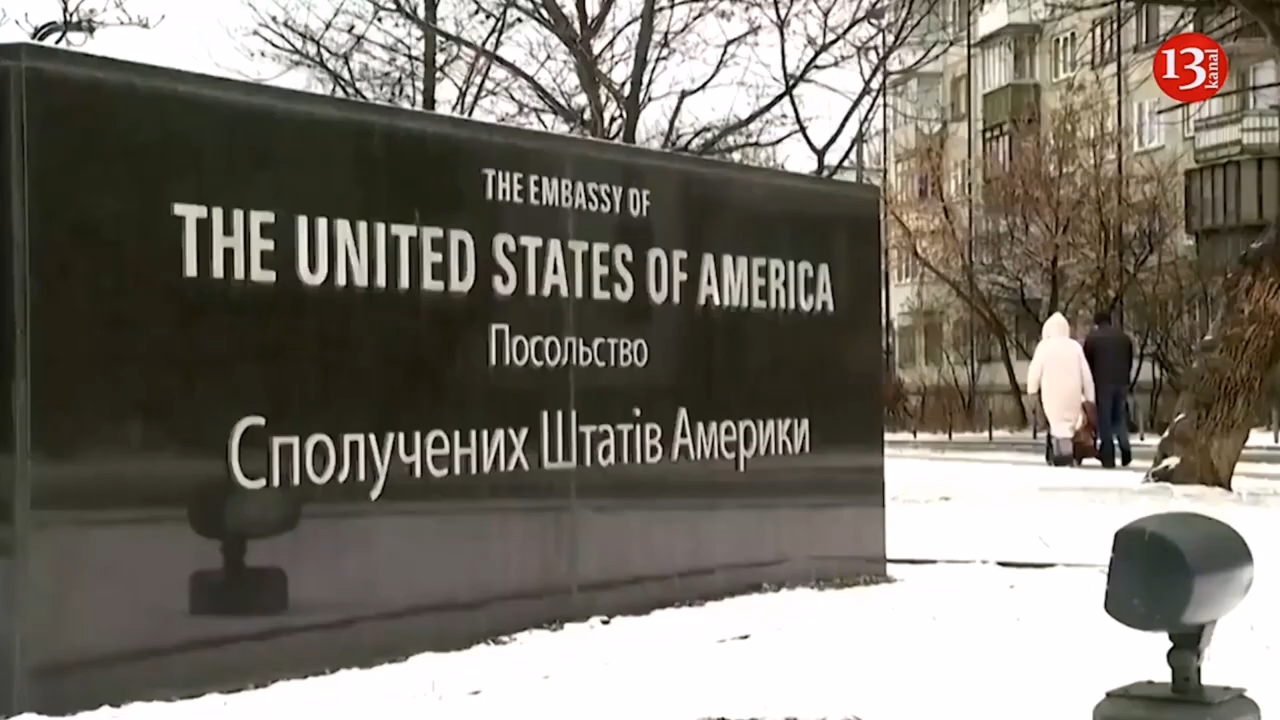 THE EMBASSY OF
THE UNITED STATES OF AMERICA
Посольство
Сполучених Штатів Америки
13 kanal